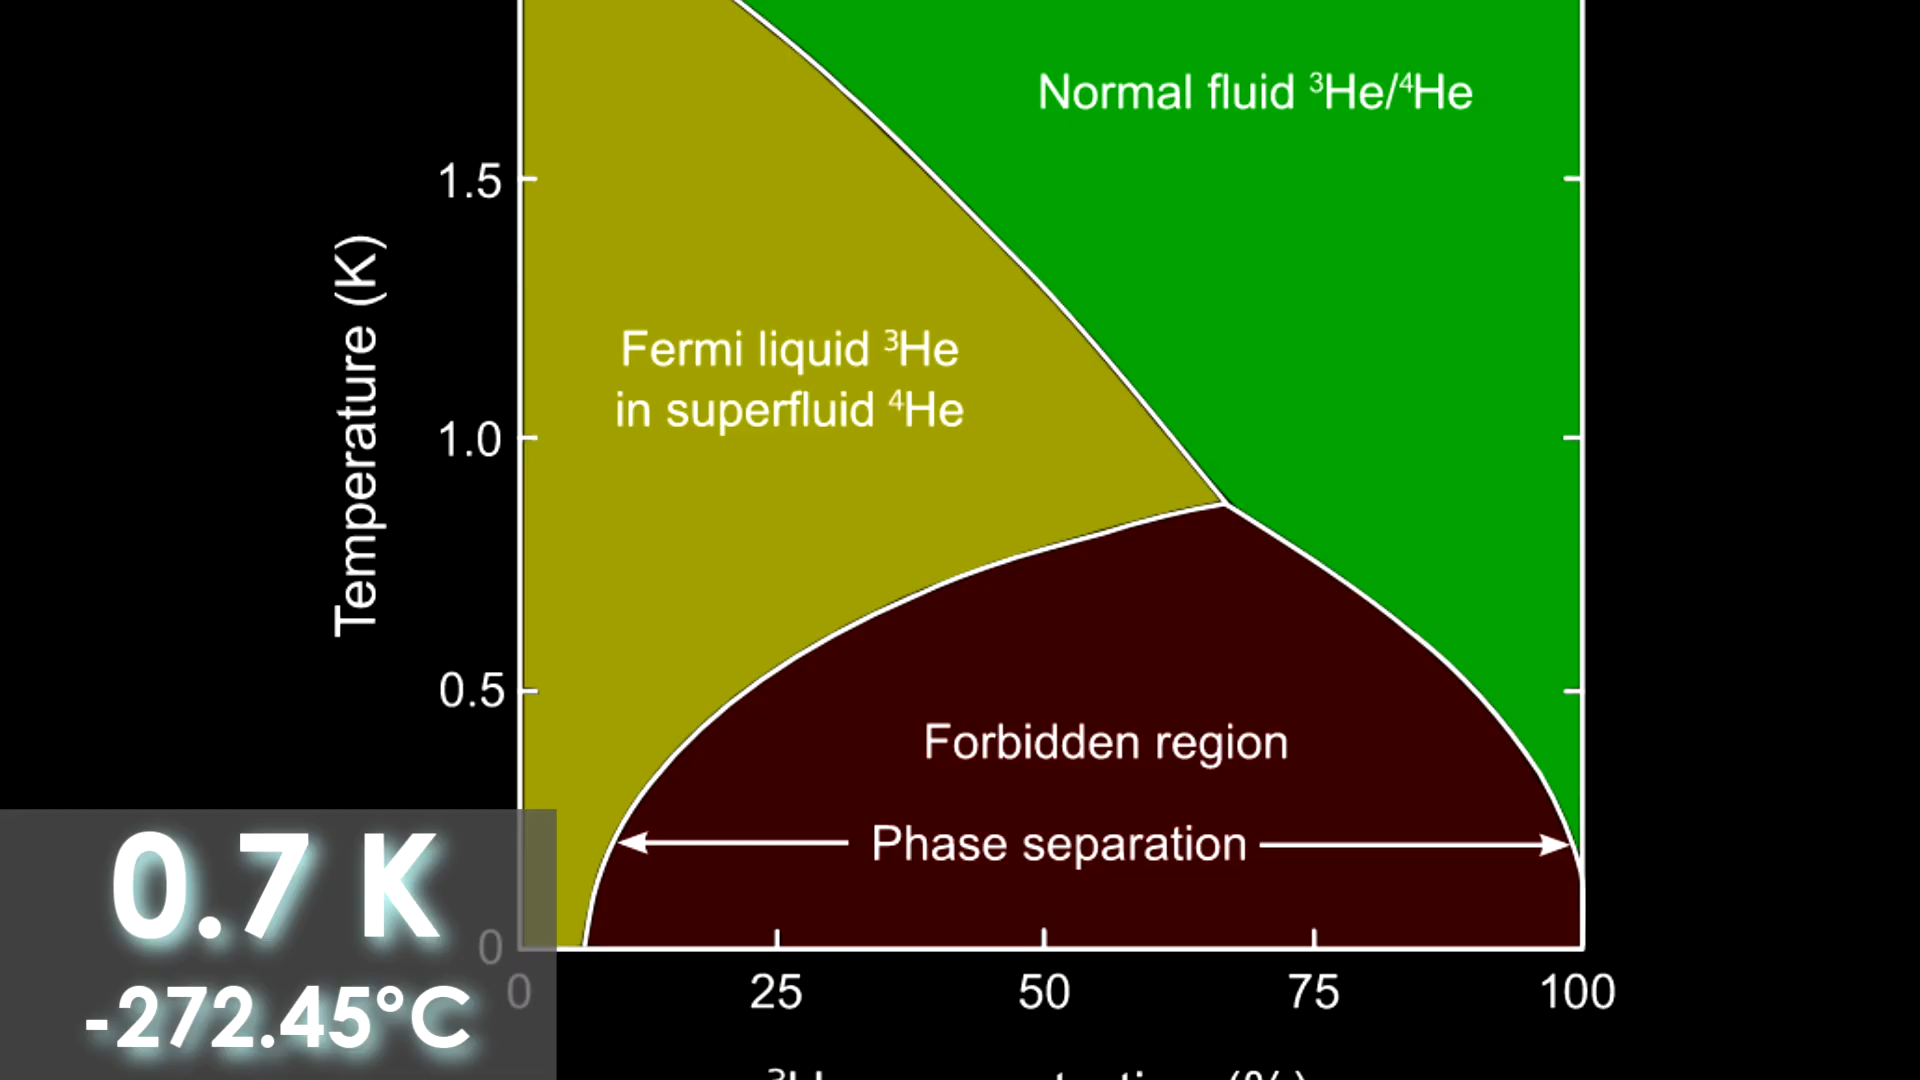 Normal fluid ³He/⁴He
1.5
Temperature (K)
Fermi liquid ³He
in superfluid ⁴He
1.0
0.5
Forbidden region
Phase separation
0
0
25
50
75
100
0.7 K
-272.45°C
(%)